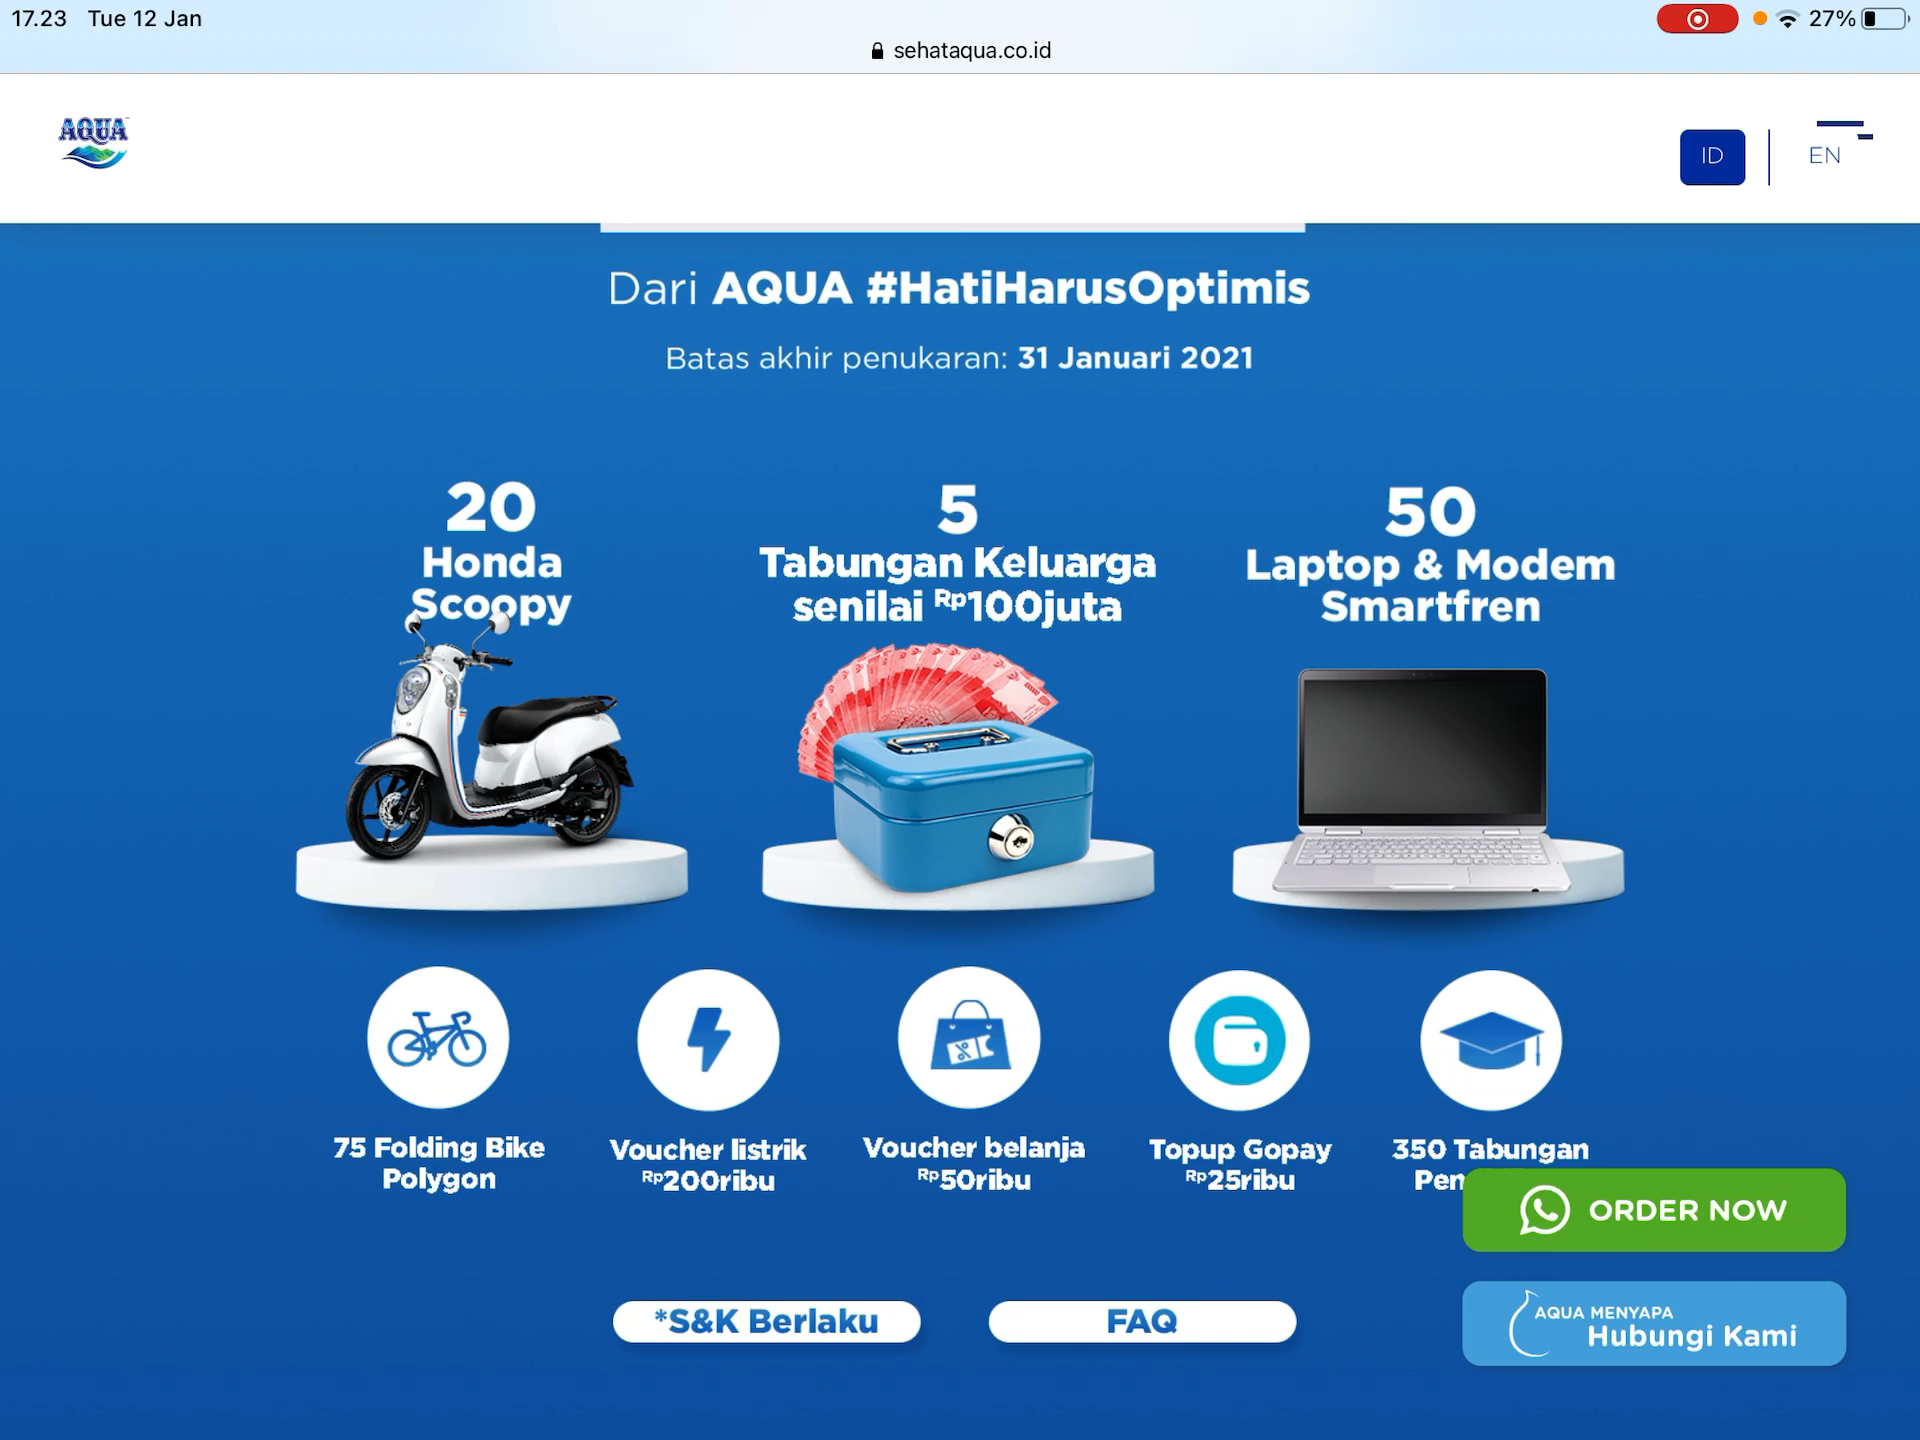 17.23 Tue 12 Jan
27%
sehataqua.co.id
AQUA
ID
EN
Dari AQUA #HatiHarusOptimis
Batas akhir penukaran: 31 Januari 2021
20
Honda
Scoopy
5
Tabungan Keluarga
senilai Rp100juta
50
Laptop & Modem
Smartfren
75 Folding Bike
Polygon
Voucher listrik
Rp200ribu
Voucher belanja
Rp50ribu
Topup Gopay
Rp25ribu
350 Tabungan
ORDER NOW
*S&K Berlaku
FAQ
AQUA MENYAPA
Hubungi Kami